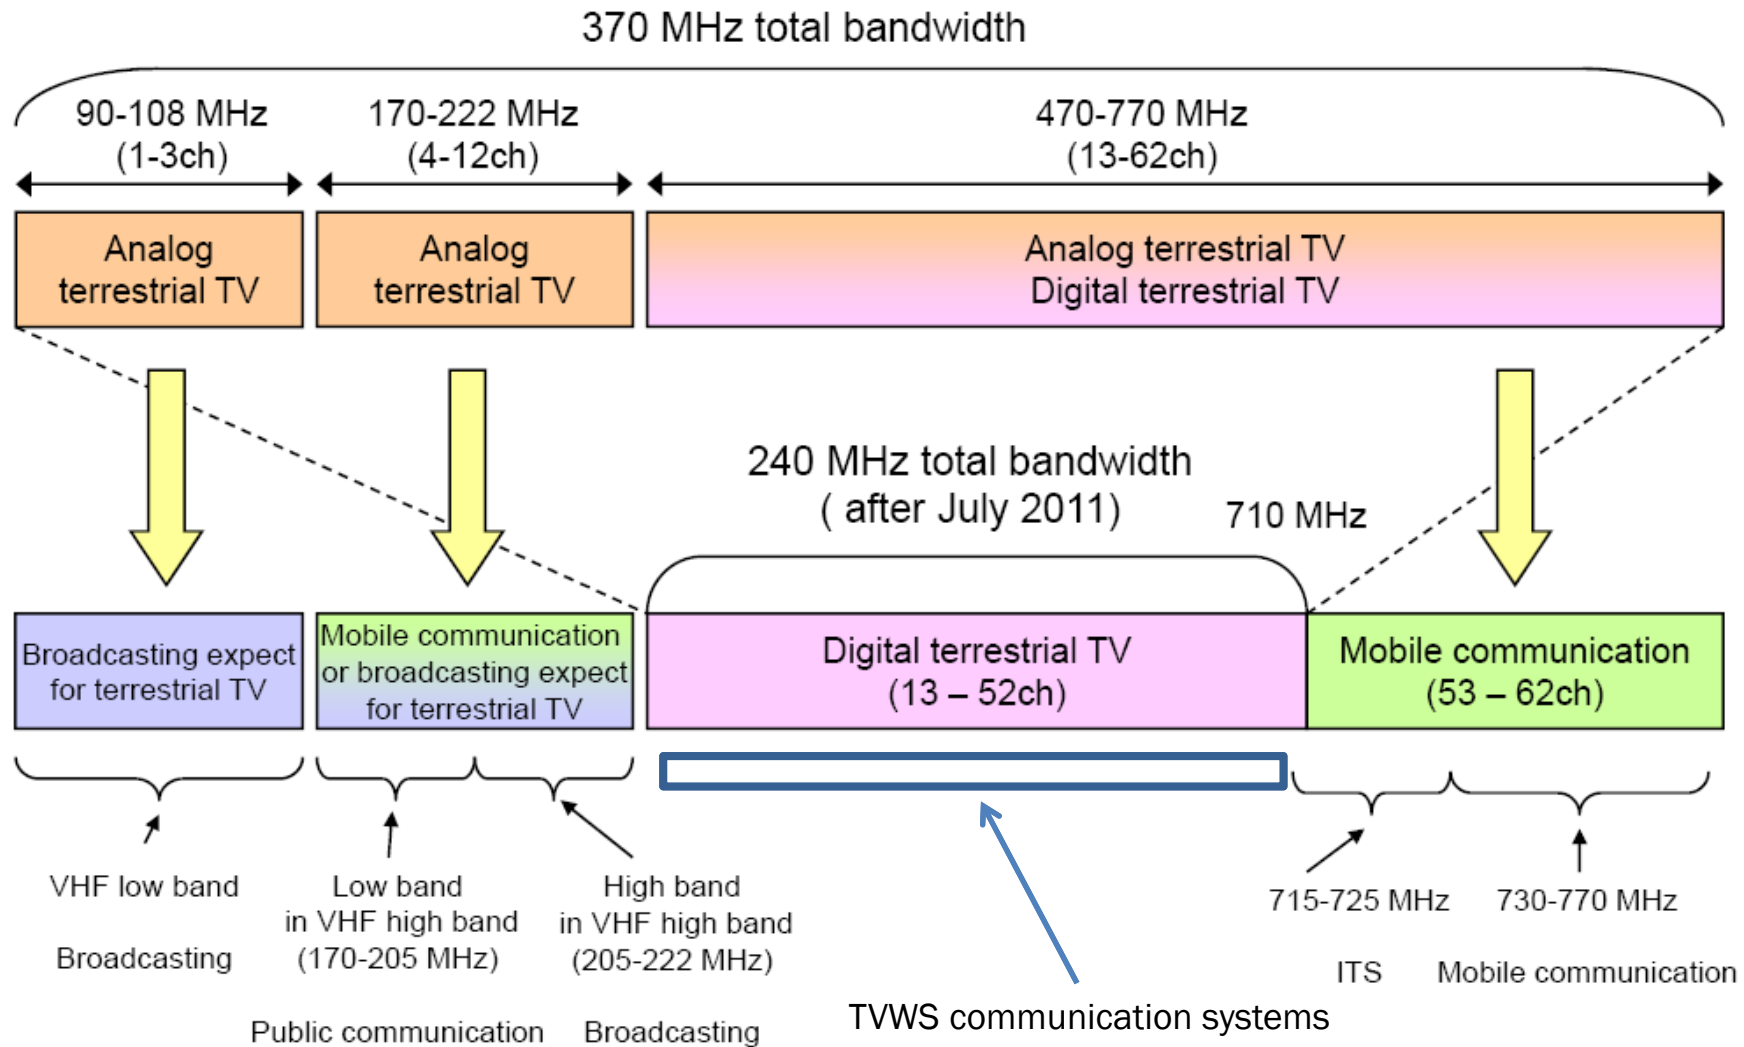 370 MHz total bandwidth
90-108 MHz
(1-3ch)
170-222 MHz
(4-12ch)
470-770 MHz
(13-62ch)
Analog
terrestrial TV
Analog
terrestrial TV
Analog terrestrial TV
Digital terrestrial TV
240 MHz total bandwidth
( after July 2011)
710 MHz
Broadcasting expect
for terrestrial TV
Mobile communication
or broadcasting expect
for terrestrial TV
Digital terrestrial TV
(13 – 52ch)
Mobile communication
(53 – 62ch)
VHF low band
Broadcasting
Low band
in VHF high band
(170-205 MHz)
Public communication
High band
in VHF high band
(205-222 MHz)
Broadcasting
TVWS communication systems
715-725 MHz
ITS
730-770 MHz
Mobile communication